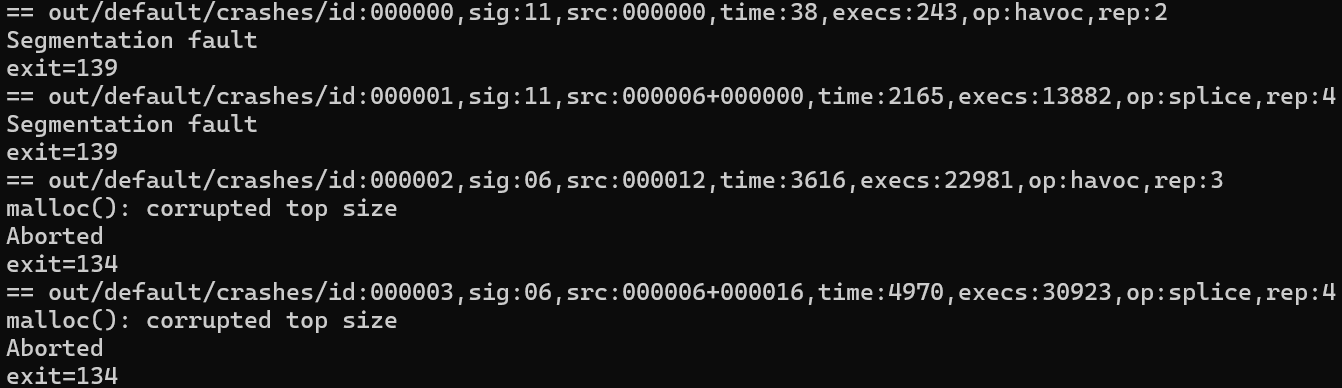 == out/default/crashes/id:000000,sig:11,src:000000,time:38,execs:243,op:havoc,rep:2
Segmentation fault
exit=139
== out/default/crashes/id:000001,sig:11,src:000006+000000,time:2165,execs:13882,op:splice,rep:4
Segmentation fault
exit=139
== out/default/crashes/id:000002,sig:06,src:000012,time:3616,execs:22981,op:havoc,rep:3
malloc(): corrupted top size
Aborted
exit=134
== out/default/crashes/id:000003,sig:06,src:000006+000016,time:4970,execs:30923,op:splice,rep:4
malloc(): corrupted top size
Aborted
exit=134